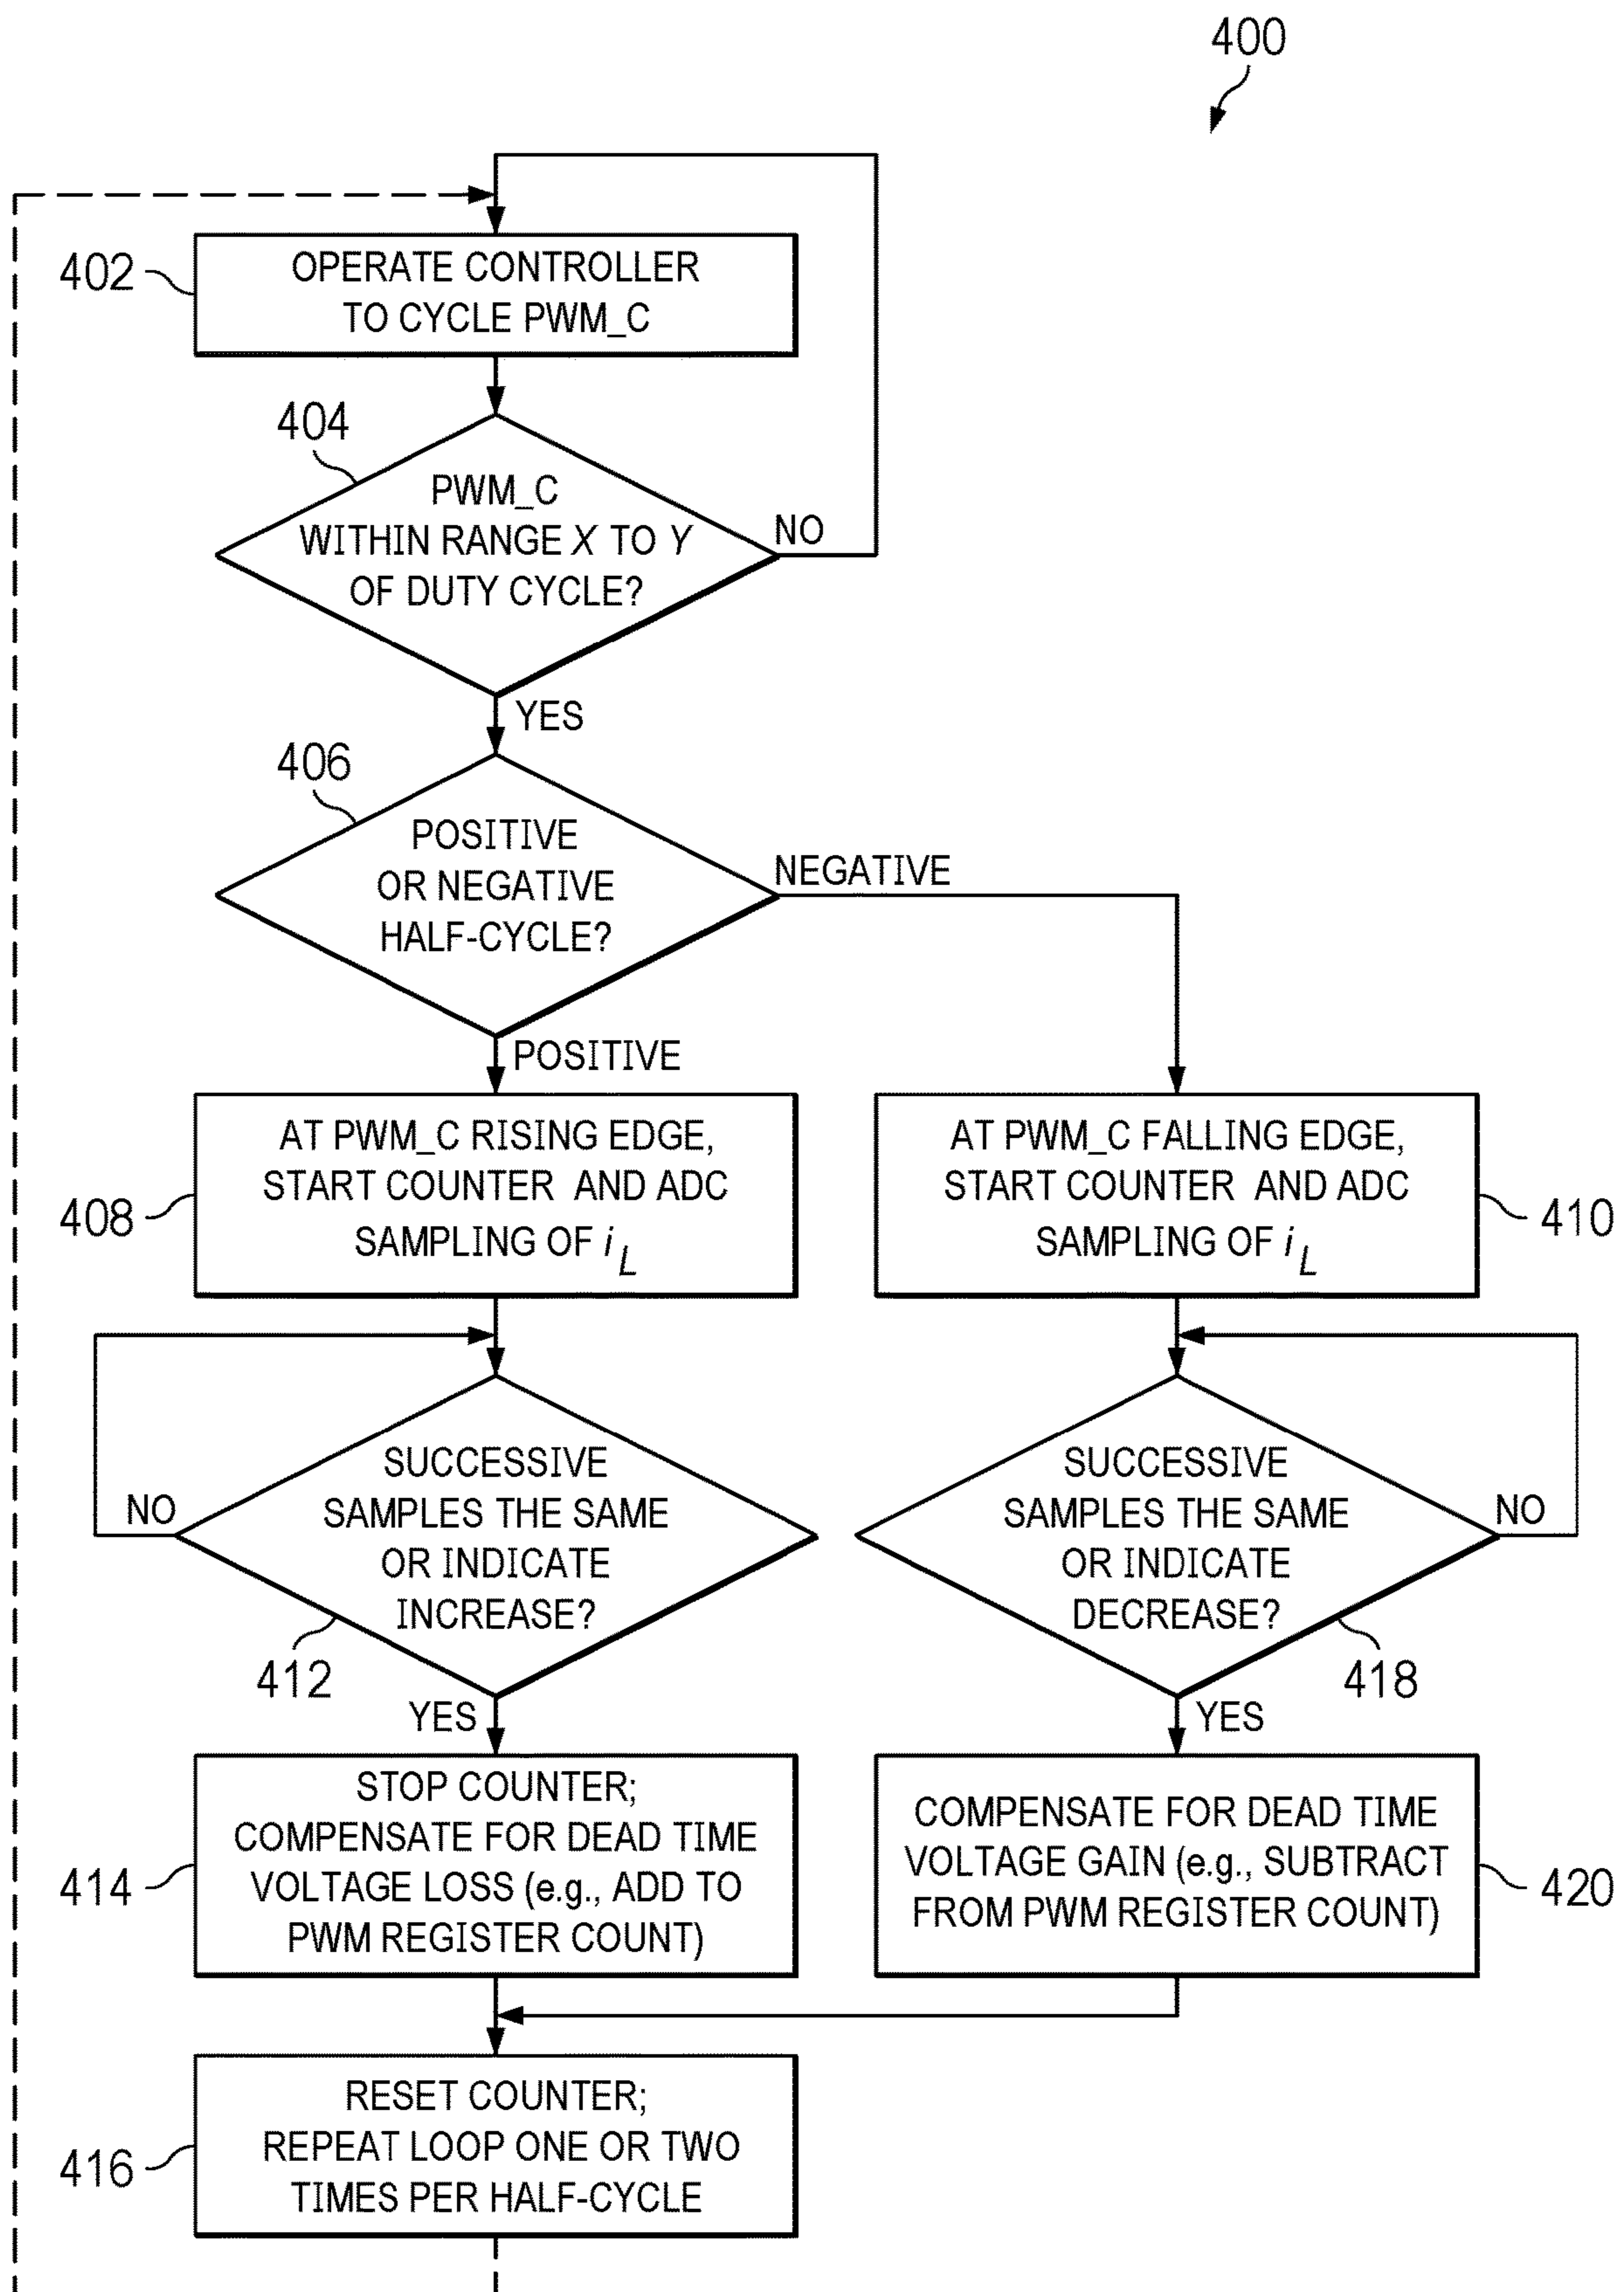 400
402
OPERATE CONTROLLER
TO CYCLE PWM_C
404
PWM_C
WITHIN RANGE X TO Y
OF DUTY CYCLE?
NO
YES
406
POSITIVE
OR NEGATIVE
HALF-CYCLE?
NEGATIVE
POSITIVE
408
AT PWM_C RISING EDGE,
START COUNTER AND ADC
SAMPLING OF iL
AT PWM_C FALLING EDGE,
START COUNTER AND ADC
SAMPLING OF iL
410
NO
SUCCESSIVE
SAMPLES THE SAME
OR INDICATE
INCREASE?
412
YES
SUCCESSIVE
SAMPLES THE SAME
OR INDICATE
DECREASE?
NO
418
YES
414
STOP COUNTER;
COMPENSATE FOR DEAD TIME
VOLTAGE LOSS (e.g., ADD TO
PWM REGISTER COUNT)
COMPENSATE FOR DEAD TIME
VOLTAGE GAIN (e.g., SUBTRACT
FROM PWM REGISTER COUNT)
420
416
RESET COUNTER;
REPEAT LOOP ONE OR TWO
TIMES PER HALF-CYCLE